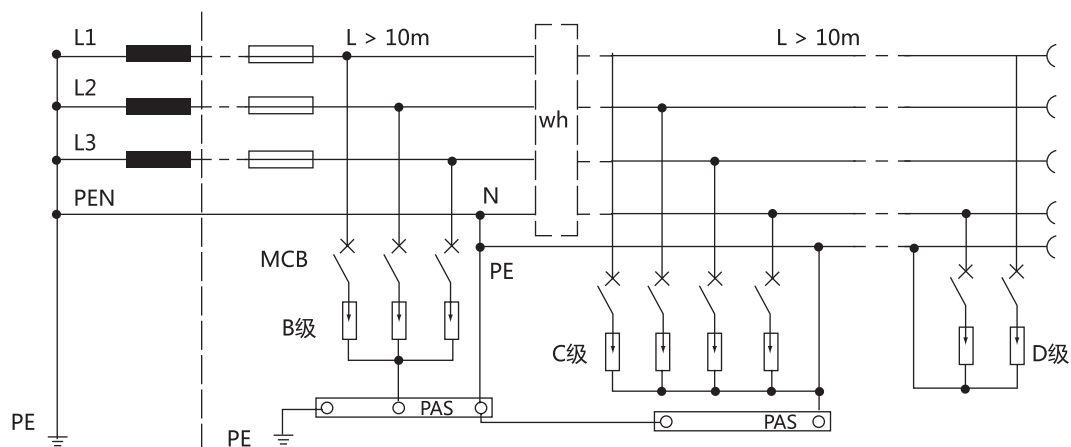 L1
L > 10m
L > 10m
L2
wh
L3
PEN
N
MCB
PE
B级
C级
D级
PAS
PE
PE
PAS